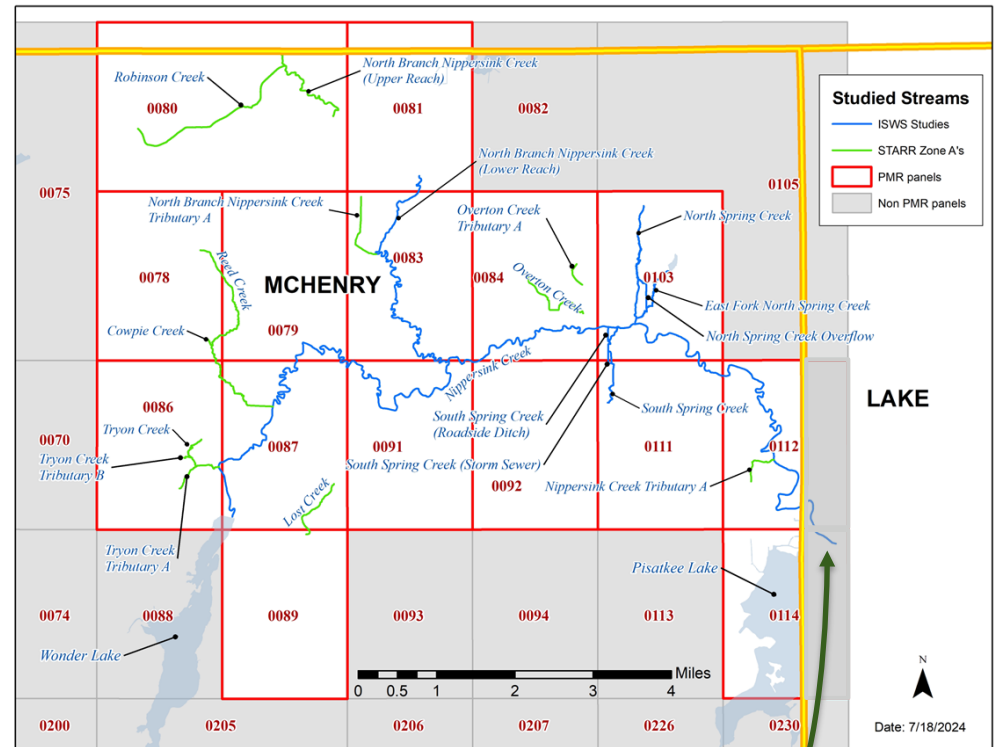 North Branch Nippersink Creek
(Upper Reach)
Robinson Creek
0080
0081
0082
Studied Streams
ISWS Studies
STARR Zone A's
PMR panels
Non PMR panels
0075
North Branch Nippersink Creek
(Lower Reach)
0105
North Branch Nippersink Creek
Tributary A
Overton Creek
Tributary A
North Spring Creek
Reed Creek
0078
MCHENRY
0083
0084
Overton Creek
0103
East Fork North Spring Creek
North Spring Creek Overflow
Cowpie Creek
0079
Nippersink Creek
LAKE
0086
South Spring Creek
(Roadside Ditch)
South Spring Creek
0070
Tryon Creek
Tryon Creek
Tributary B
0087
0091
0111
0112
South Spring Creek (Storm Sewer)
0092
Nippersink Creek Tributary A
Lost Creek
Tryon Creek
Tributary A
Pisatkee Lake
0074
0088
0089
0093
0094
0113
0114
Wonder Lake
Miles
0 0.5 1 2 3 4
N
0200
0205
0206
0207
0226
0230
Date: 7/18/2024